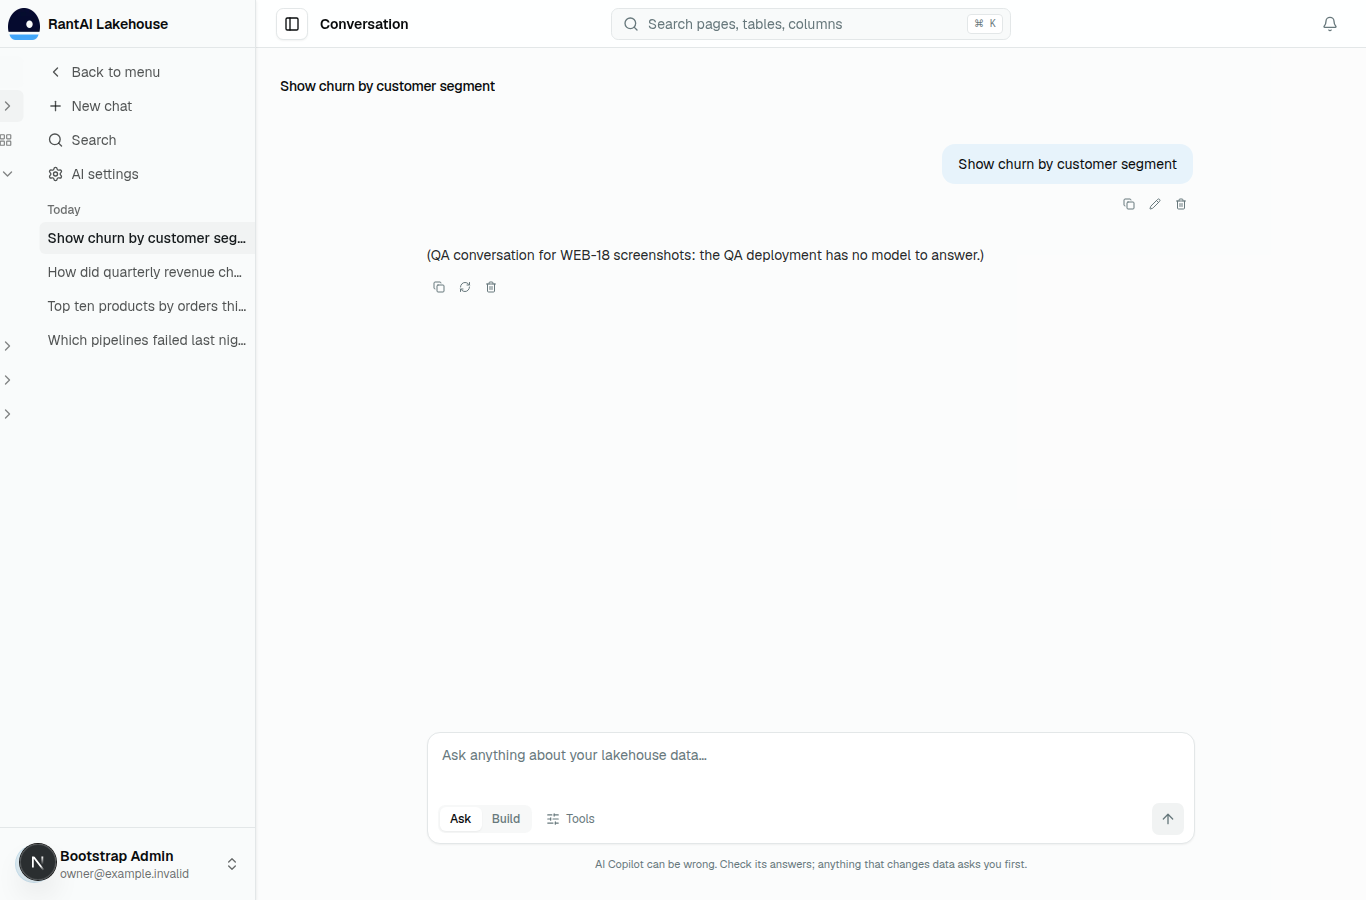 RantAI Lakehouse
Conversation
Search pages, tables, columns
⌘ K
Back to menu
New chat
Search
AI settings
Today
Show churn by customer seg…
How did quarterly revenue ch…
Top ten products by orders thi…
Which pipelines failed last nig…
Show churn by customer segment
Show churn by customer segment
(QA conversation for WEB-18 screenshots: the QA deployment has no model to answer.)
Ask anything about your lakehouse data…
Ask
Build
Tools
AI Copilot can be wrong. Check its answers; anything that changes data asks you first.
N
Bootstrap Admin
owner@example.invalid